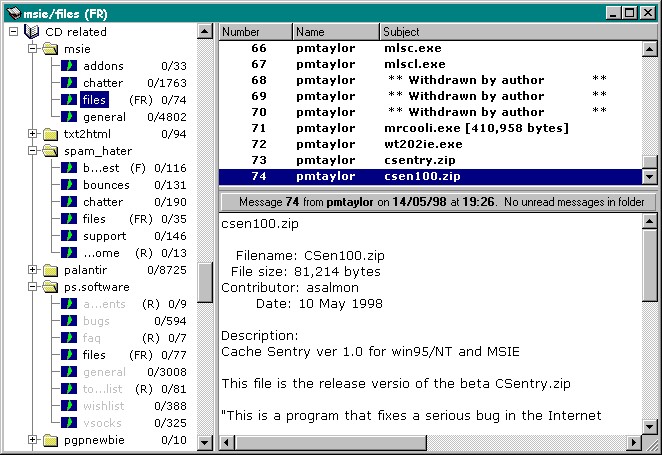 msie/files (FR)
CD related
msie
addons 0/33
chatter 0/1763
files (FR) 0/74
general 0/4802
txt2html 0/94
spam_hater
b...est (F) 0/116
bounces 0/131
chatter 0/190
files (FR) 0/35
support 0/146
...ome (R) 0/13
palantir 0/8725
ps.software
a...ents (R) 0/9
bugs 0/594
faq (R) 0/7
files (FR) 0/77
general 0/3008
to...list (R) 0/81
wishlist 0/388
vsocks 0/325
pgpnewbie 0/10
Number Name Subject
66 pmtaylor mlsc.exe
67 pmtaylor mlscl.exe
68 pmtaylor ** Withdrawn by author **
69 pmtaylor ** Withdrawn by author **
70 pmtaylor ** Withdrawn by author **
71 pmtaylor mrcooli.exe [410,958 bytes]
72 pmtaylor wt202ie.exe
73 pmtaylor csentry.zip
74 pmtaylor csen100.zip
Message 74 from pmtaylor on 14/05/98 at 19:26. No unread messages in folder
csen100.zip
Filename: CSen100.zip
File size: 81,214 bytes
Contributor: asalmon
Date: 10 May 1998
Description:
Cache Sentry ver 1.0 for win95/NT and MSIE
This file is the release versio of the beta CSentry.zip
"This is a program that fixes a serious bug in the Internet